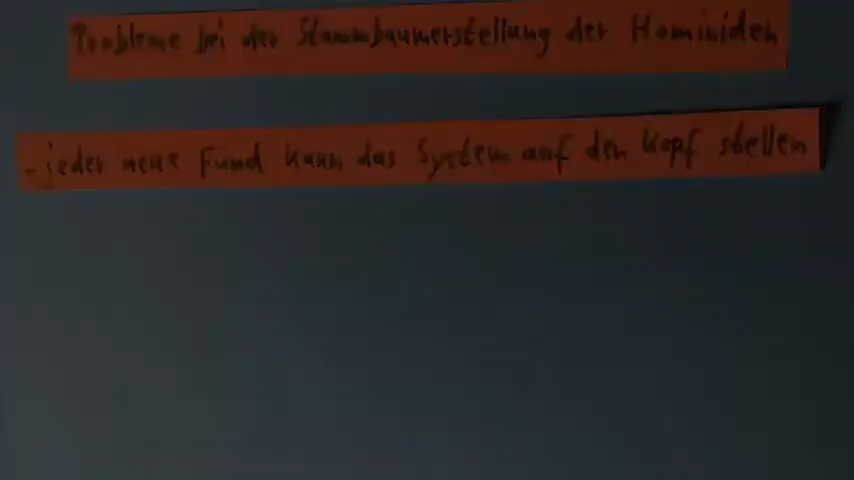 Probleme bei der Stammbaumerstellung der Hominiden
- jeder neue Fund kann das System auf den Kopf stellen